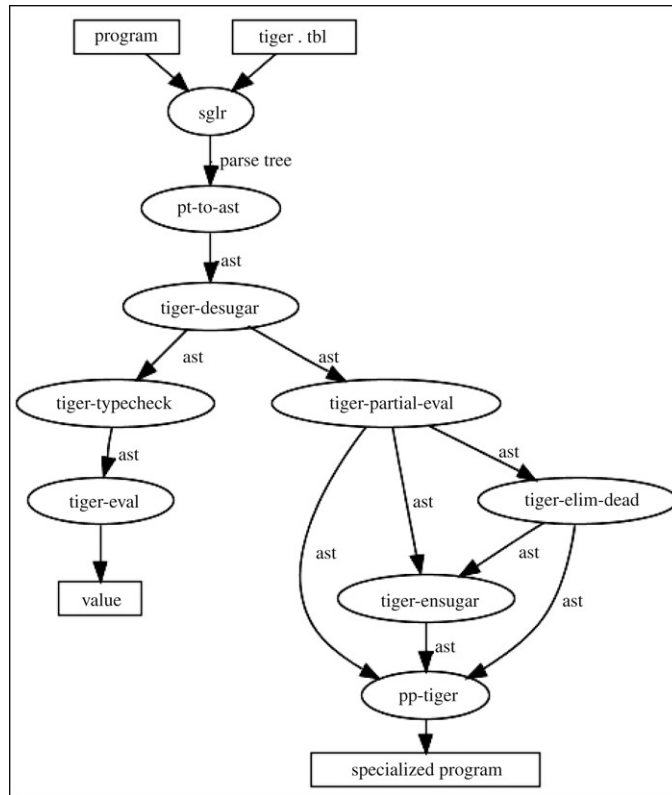 program
tiger . tbl
sglr
parse tree
pt-to-ast
ast
tiger-desugar
ast
ast
tiger-typecheck
tiger-partial-eval
ast
ast
tiger-eval
tiger-elim-dead
ast
ast
ast
ast
value
tiger-ensugar
ast
ast
pp-tiger
specialized program